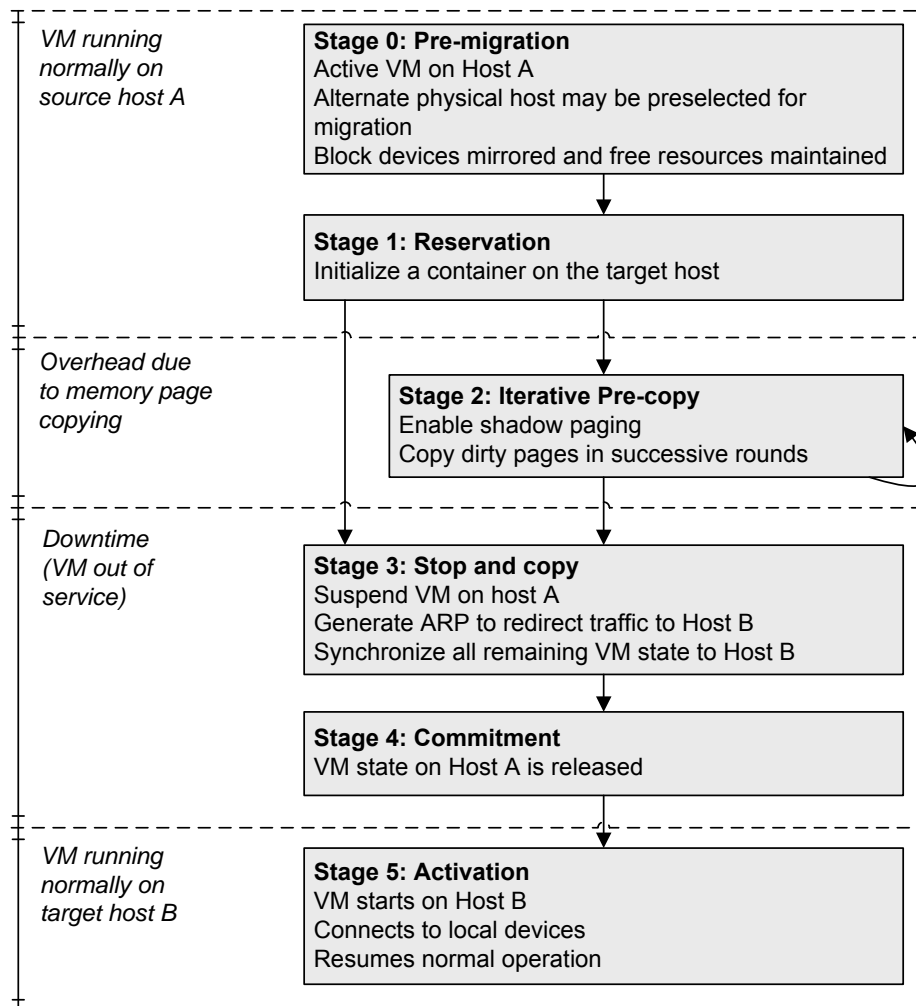 VM running
normally on
source host A
Stage 0: Pre-migration
Active VM on Host A
Alternate physical host may be preselected for
migration
Block devices mirrored and free resources maintained
Stage 1: Reservation
Initialize a container on the target host
Overhead due
to memory page
copying
Stage 2: Iterative Pre-copy
Enable shadow paging
Copy dirty pages in successive rounds
Downtime
(VM out of
service)
Stage 3: Stop and copy
Suspend VM on host A
Generate ARP to redirect traffic to Host B
Synchronize all remaining VM state to Host B
Stage 4: Commitment
VM state on Host A is released
VM running
normally on
target host B
Stage 5: Activation
VM starts on Host B
Connects to local devices
Resumes normal operation